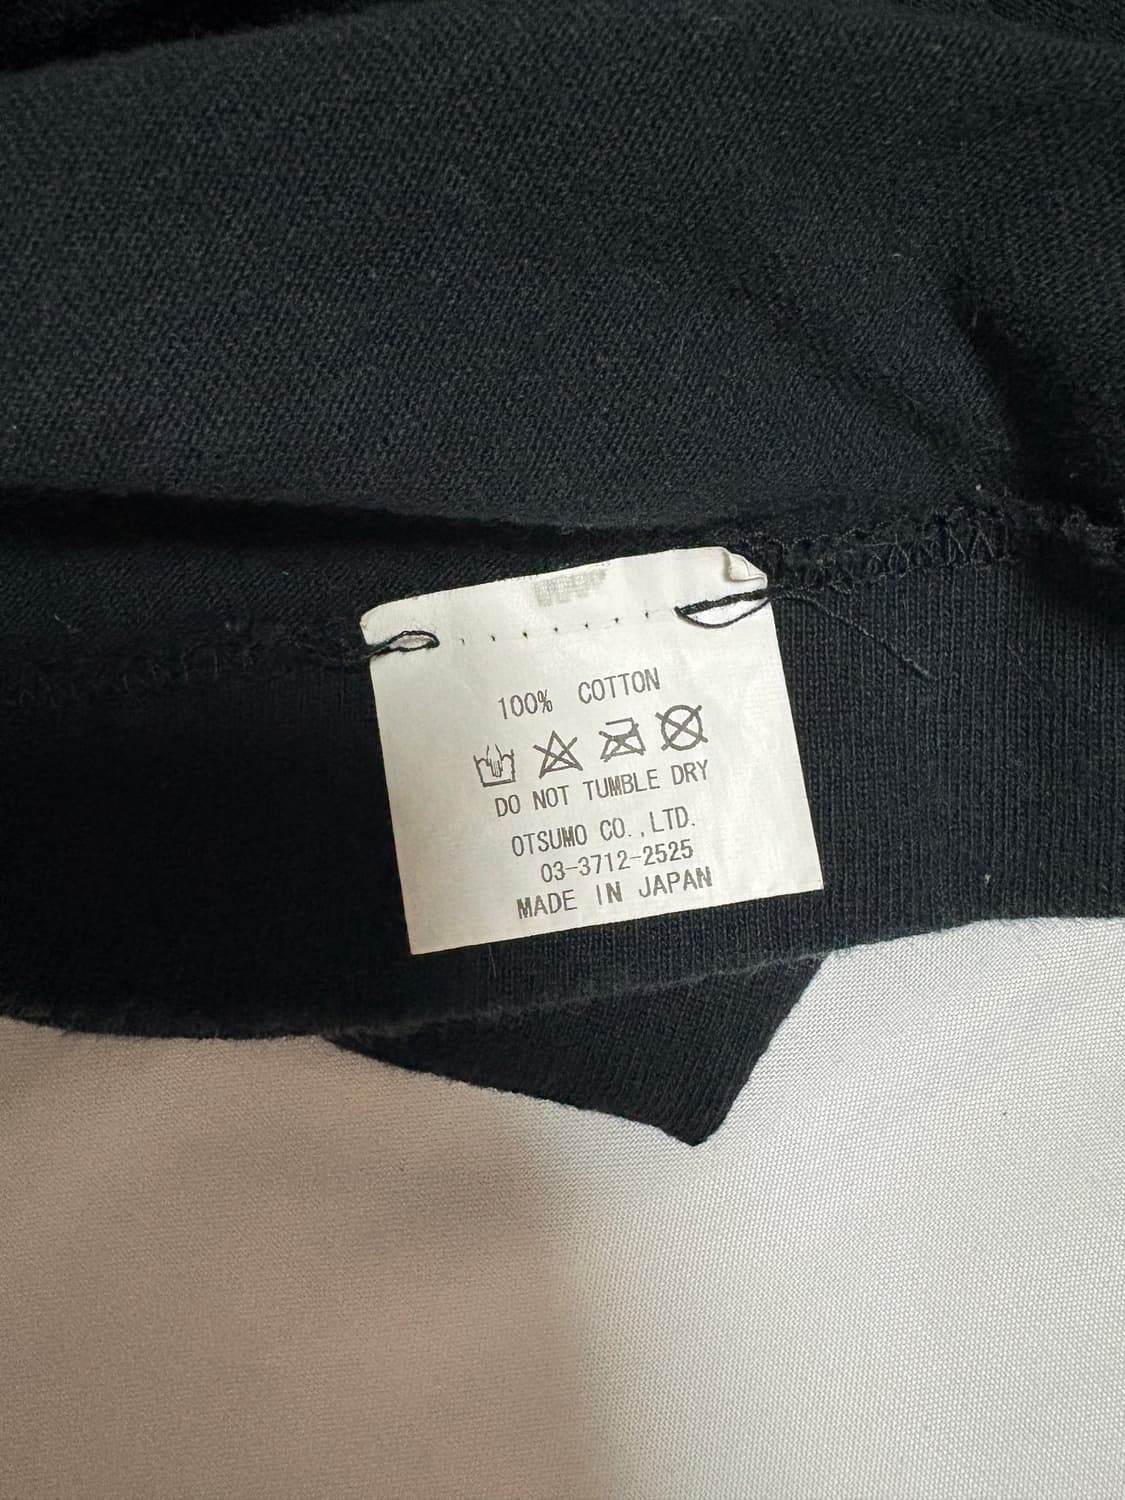 100% COTTON
DO NOT TUMBLE DRY
OTSUMO CO.,LTD.
03-3712-2525
MADE IN JAPAN